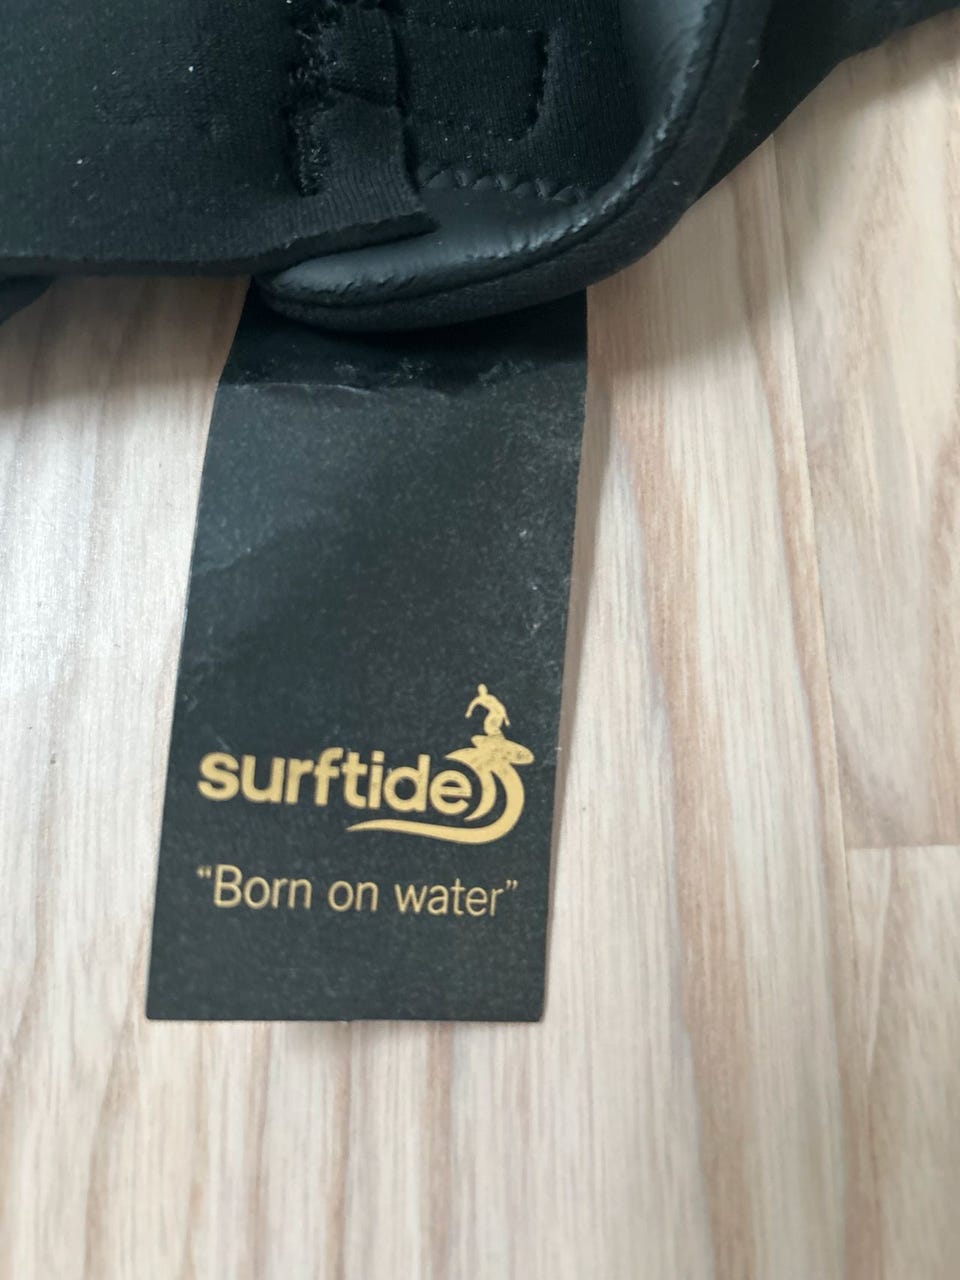 surftide
“Born on water”